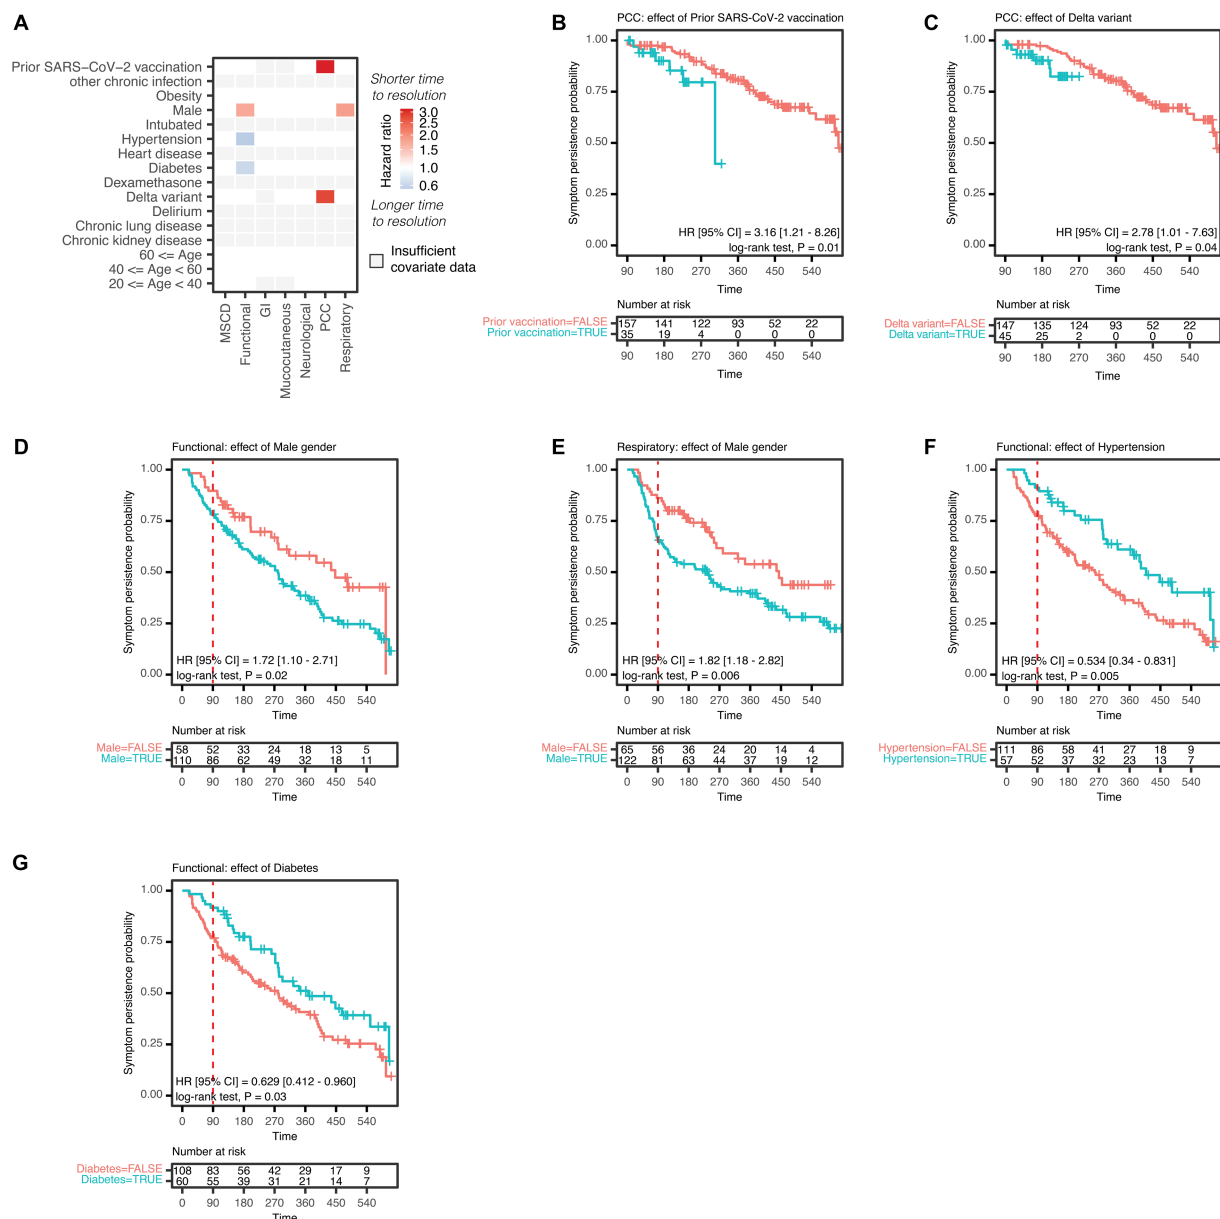 A
Prior SARS−CoV−2 vaccination
other chronic infection
Obesity
Male
Intubated
Hypertension
Heart disease
Diabetes
Dexamethasone
Delta variant
Delirium
Chronic lung disease
Chronic kidney disease
60 <= Age
40 <= Age < 60
20 <= Age < 40
MSCD
Functional
GI
Mucocutaneous
Neurological
PCC
Respiratory
Shorter time
to resolution
Hazard ratio
3.0
2.5
2.0
1.5
1.0
0.6
Longer time
to resolution
Insufficient
covariate data
B
PCC: effect of Prior SARS-CoV-2 vaccination
Symptom persistence probability
1.00
0.75
0.50
0.25
0.00
HR [95% CI] = 3.16 [1.21 - 8.26]
log-rank test, P = 0.01
90 180 270 360 450 540
Time
Number at risk
Prior vaccination=FALSE 157 141 122 93 52 22
Prior vaccination=TRUE 35 19 4 0 0 0
90 180 270 360 450 540
Time
C
PCC: effect of Delta variant
Symptom persistence probability
1.00
0.75
0.50
0.25
0.00
HR [95% CI] = 2.78 [1.01 - 7.63]
log-rank test, P = 0.04
90 180 270 360 450 540
Time
Number at risk
Delta variant=FALSE 147 135 124 93 52 22
Delta variant=TRUE 45 25 2 0 0 0
90 180 270 360 450 540
Time
D
Functional: effect of Male gender
Symptom persistence probability
1.00
0.75
0.50
0.25
0.00
HR [95% CI] = 1.72 [1.10 - 2.71]
log-rank test, P = 0.02
0 90 180 270 360 450 540
Time
Number at risk
Male=FALSE 58 52 33 24 18 13 5
Male=TRUE 110 86 62 49 32 18 11
0 90 180 270 360 450 540
Time
E
Respiratory: effect of Male gender
Symptom persistence probability
1.00
0.75
0.50
0.25
0.00
HR [95% CI] = 1.82 [1.18 - 2.82]
log-rank test, P = 0.006
0 90 180 270 360 450 540
Time
Number at risk
Male=FALSE 65 56 36 24 20 14 4
Male=TRUE 122 81 63 44 37 19 12
0 90 180 270 360 450 540
Time
F
Functional: effect of Hypertension
Symptom persistence probability
1.00
0.75
0.50
0.25
0.00
HR [95% CI] = 0.534 [0.34 - 0.831]
log-rank test, P = 0.005
0 90 180 270 360 450 540
Time
Number at risk
Hypertension=FALSE 111 86 58 41 27 18 9
Hypertension=TRUE 57 52 37 32 23 13 7
0 90 180 270 360 450 540
Time
G
Functional: effect of Diabetes
Symptom persistence probability
1.00
0.75
0.50
0.25
0.00
HR [95% CI] = 0.629 [0.412 - 0.960]
log-rank test, P = 0.03
0 90 180 270 360 450 540
Time
Number at risk
Diabetes=FALSE 108 83 56 42 29 17 9
Diabetes=TRUE 60 55 39 31 21 14 7
0 90 180 270 360 450 540
Time